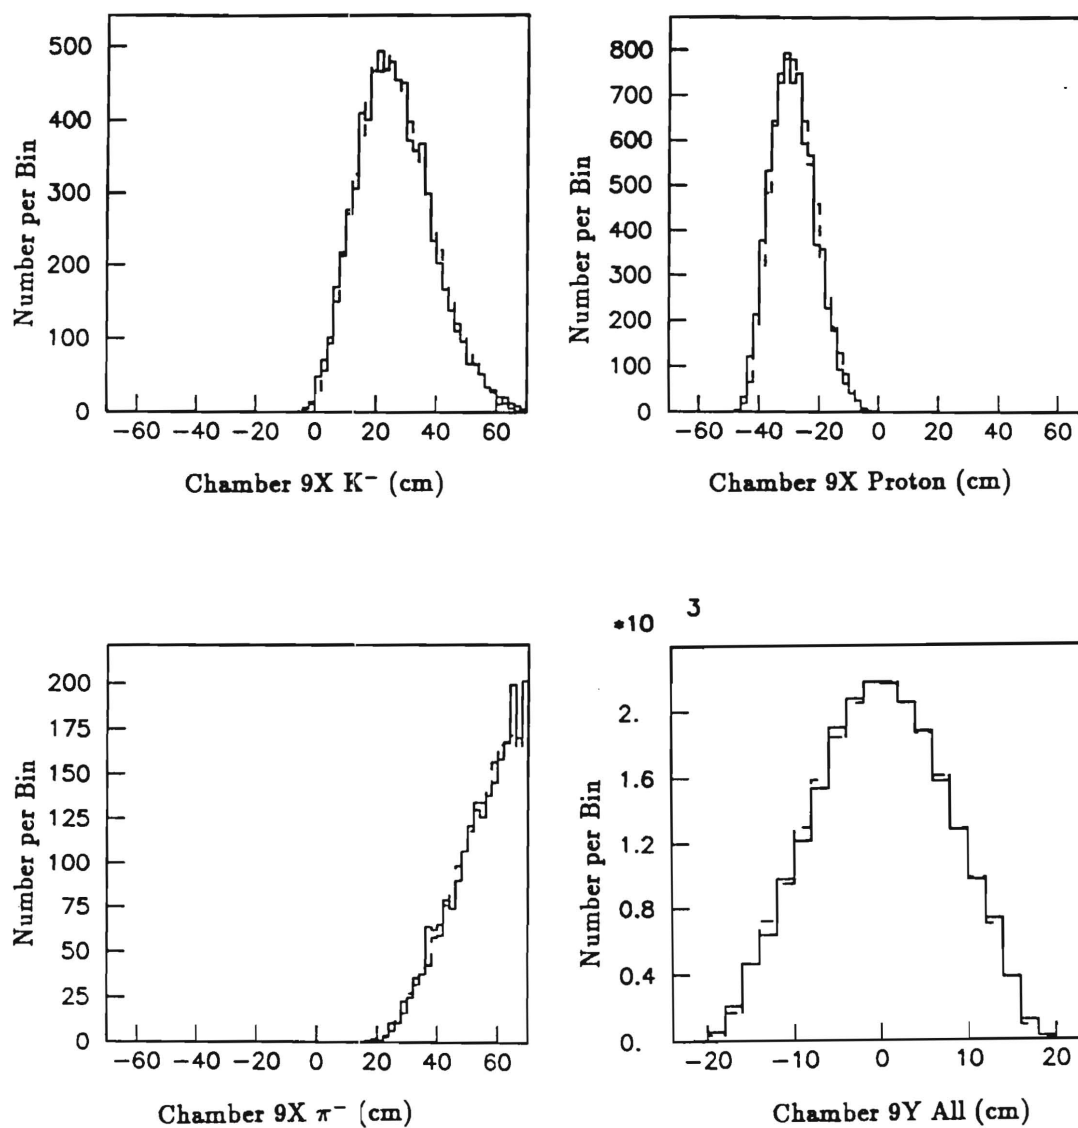 500
400
300
200
100
0
Number per Bin
−60 −40 −20 0 20 40 60
Chamber 9X K⁻ (cm)
800
700
600
500
400
300
200
100
0
Number per Bin
−60 −40 −20 0 20 40 60
Chamber 9X Proton (cm)
200
175
150
125
100
75
50
25
0
Number per Bin
−60 −40 −20 0 20 40 60
Chamber 9X π⁻ (cm)
*10 3
2.
1.6
1.2
0.8
0.4
0.
Number per Bin
−20 −10 0 10 20
Chamber 9Y All (cm)